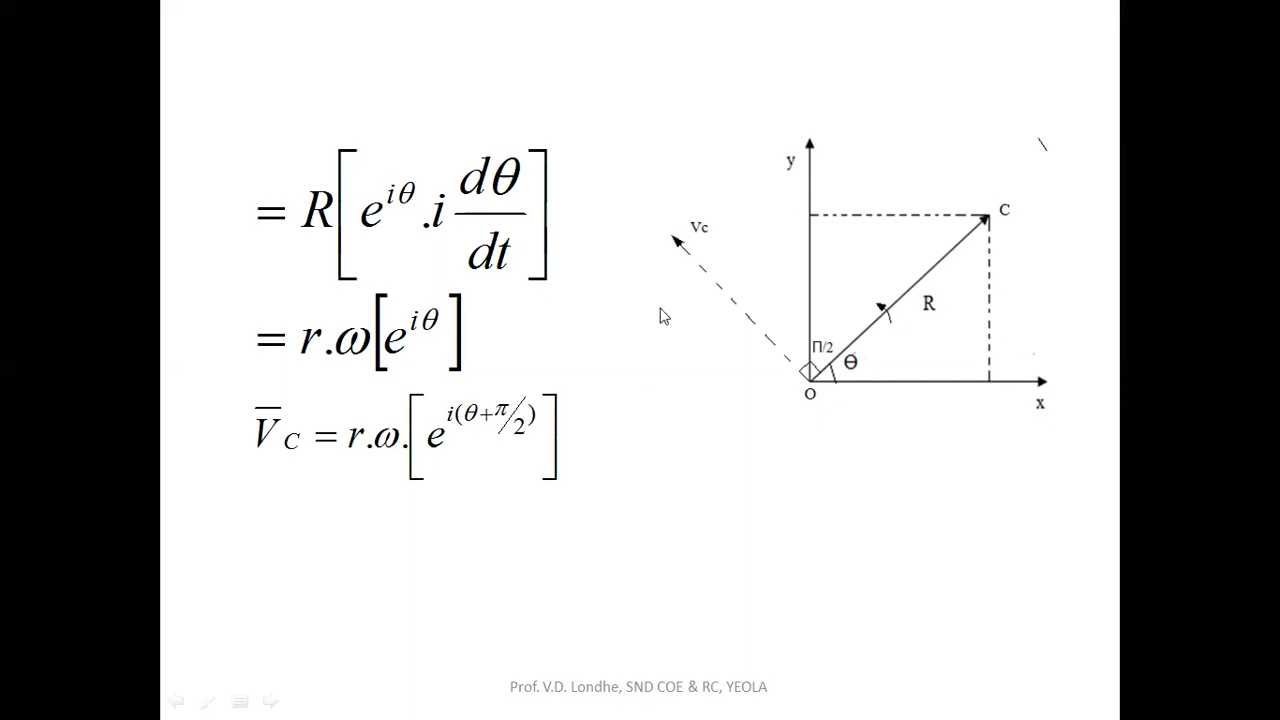 = R[e^{iθ} .i dθ/dt]
= r.ω[e^{iθ}]
V̅_C = r.ω.[e^{i(θ+π/2)}]
y
C
Vc
R
Π/2
Θ
O
x
Prof. V.D. Londhe, SND COE & RC, YEOLA